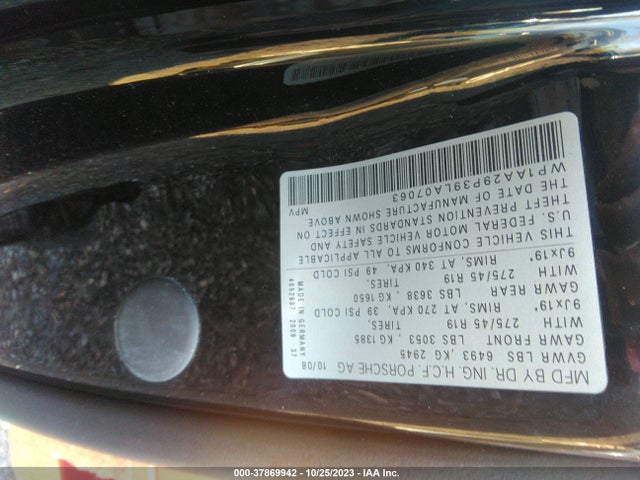 MFD BY DR. ING. H.C.F. PORSCHE AG
10/08
GVWR LBS 6493 , KG 2945
GAWR FRONT LBS 3053 , KG 1385
WITH 275/45 R19 TIRES.
9Jx19" RIMS, AT 270 KPA, 39 PSI COLD
GAWR REAR LBS 3638 , KG 1650
WITH 275/45 R19 TIRES.
9Jx19" RIMS, AT 340 KPA, 49 PSI COLD
THIS VEHICLE CONFORMS TO ALL APPLICABLE
U.S. FEDERAL MOTOR VEHICLE SAFETY AND
THEFT PREVENTION STANDARDS IN EFFECT ON
THE DATE OF MANUFACTURE SHOWN ABOVE.
WP1AA29P39LA07063 MPV
MADE IN GERMANY
4052697 2008 37
000-37869942 - 10/25/2023 - IAA Inc.